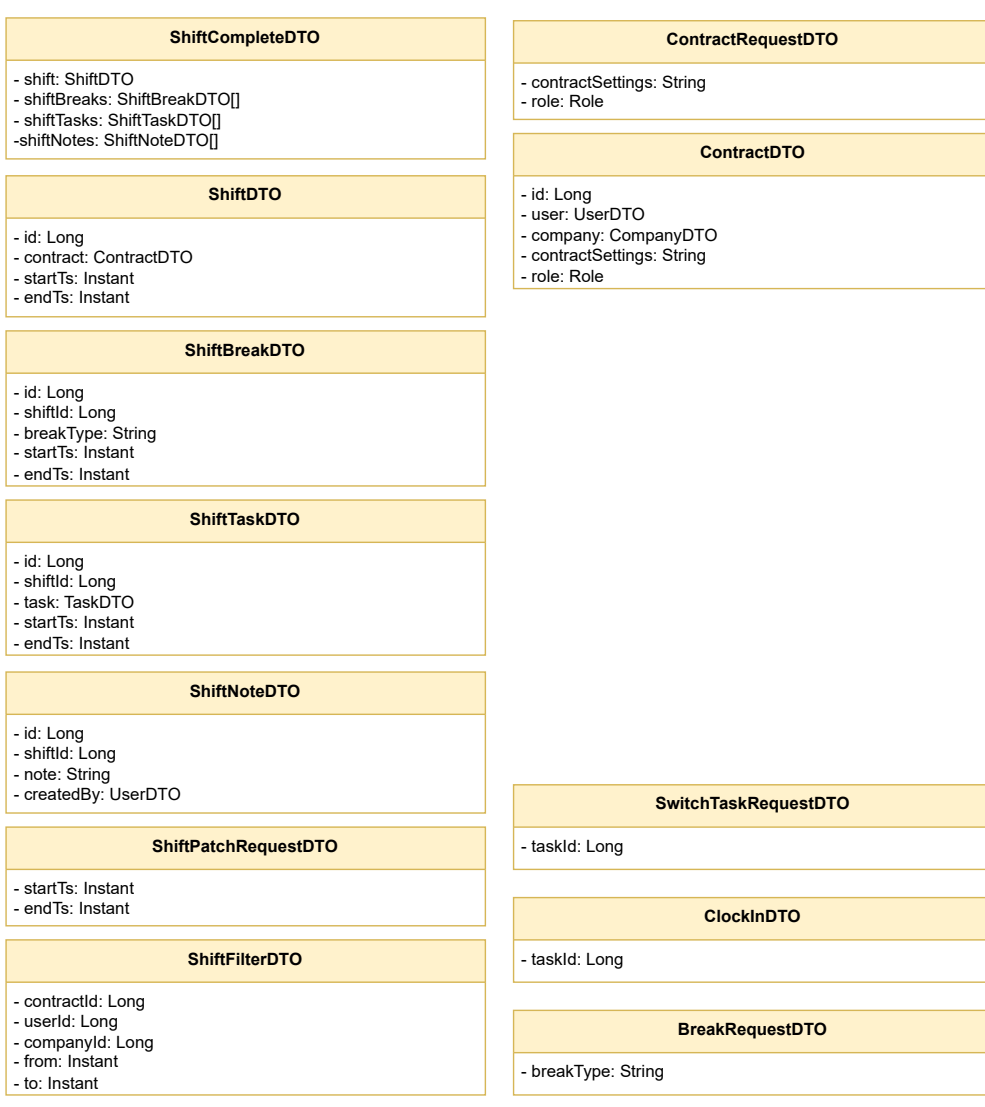 ShiftCompleteDTO
- shift: ShiftDTO
- shiftBreaks: ShiftBreakDTO[]
- shiftTasks: ShiftTaskDTO[]
-shiftNotes: ShiftNoteDTO[]
ShiftDTO
- id: Long
- contract: ContractDTO
- startTs: Instant
- endTs: Instant
ShiftBreakDTO
- id: Long
- shiftId: Long
- breakType: String
- startTs: Instant
- endTs: Instant
ShiftTaskDTO
- id: Long
- shiftId: Long
- task: TaskDTO
- startTs: Instant
- endTs: Instant
ShiftNoteDTO
- id: Long
- shiftId: Long
- note: String
- createdBy: UserDTO
ShiftPatchRequestDTO
- startTs: Instant
- endTs: Instant
ShiftFilterDTO
- contractId: Long
- userId: Long
- companyId: Long
- from: Instant
- to: Instant
ContractRequestDTO
- contractSettings: String
- role: Role
ContractDTO
- id: Long
- user: UserDTO
- company: CompanyDTO
- contractSettings: String
- role: Role
SwitchTaskRequestDTO
- taskId: Long
ClockInDTO
- taskId: Long
BreakRequestDTO
- breakType: String